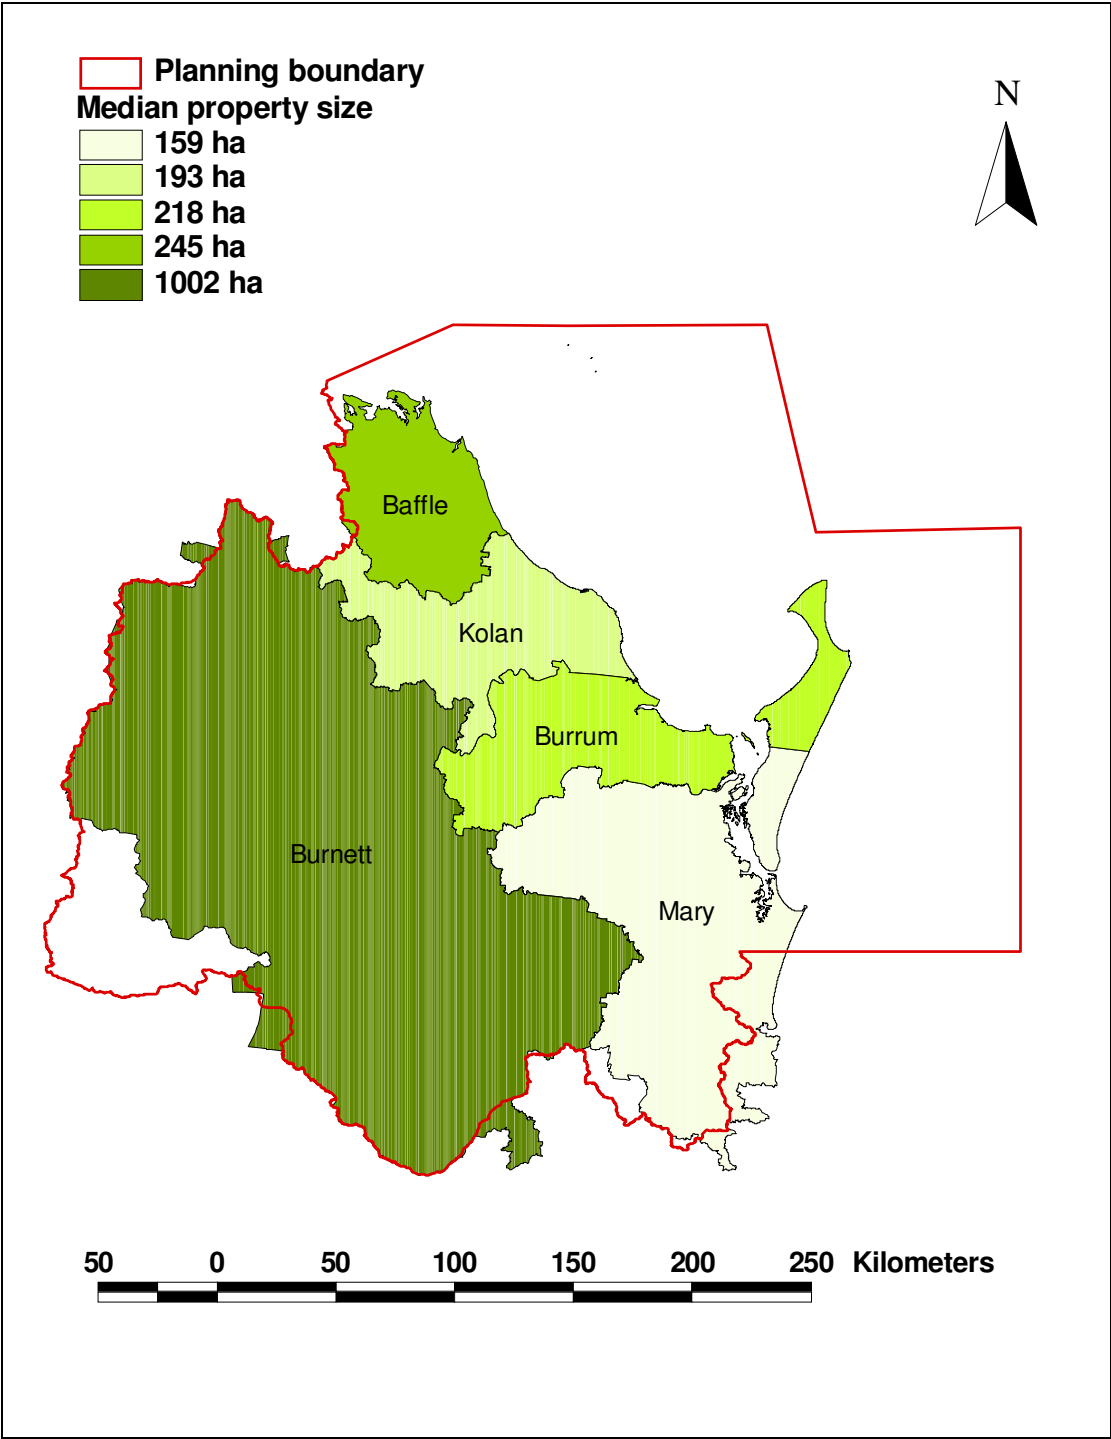 Planning boundary
Median property size
159 ha
193 ha
218 ha
245 ha
1002 ha
N
Baffle
Kolan
Burrum
Burnett
Mary
50 0 50 100 150 200 250 Kilometers